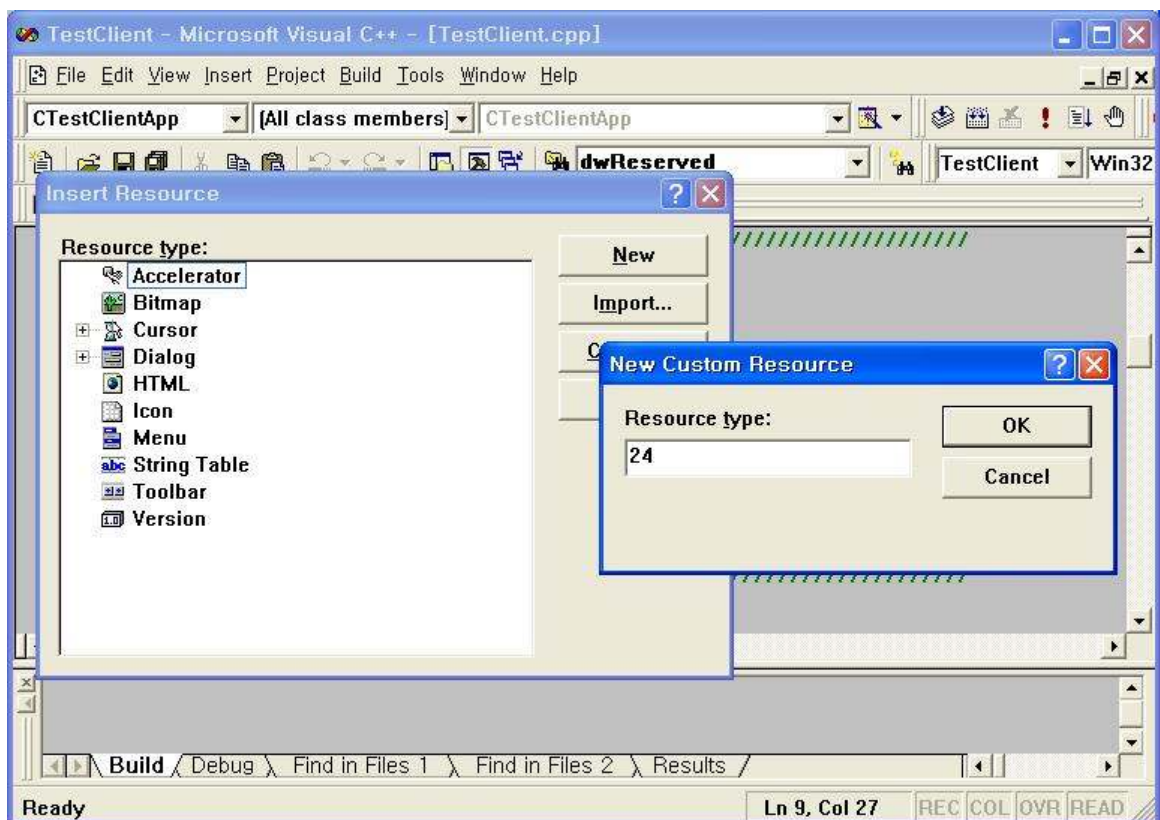 TestClient - Microsoft Visual C++ - [TestClient.cpp]
File Edit View Insert Project Build Tools Window Help
CTestClientApp [All class members] CTestClientApp
dwReserved TestClient Win32
Insert Resource
Resource type:
Accelerator
Bitmap
Cursor
Dialog
HTML
Icon
Menu
String Table
Toolbar
Version
New
Import...
New Custom Resource
Resource type:
24
OK
Cancel
Build Debug Find in Files 1 Find in Files 2 Results
Ready Ln 9, Col 27 REC COL OVR READ